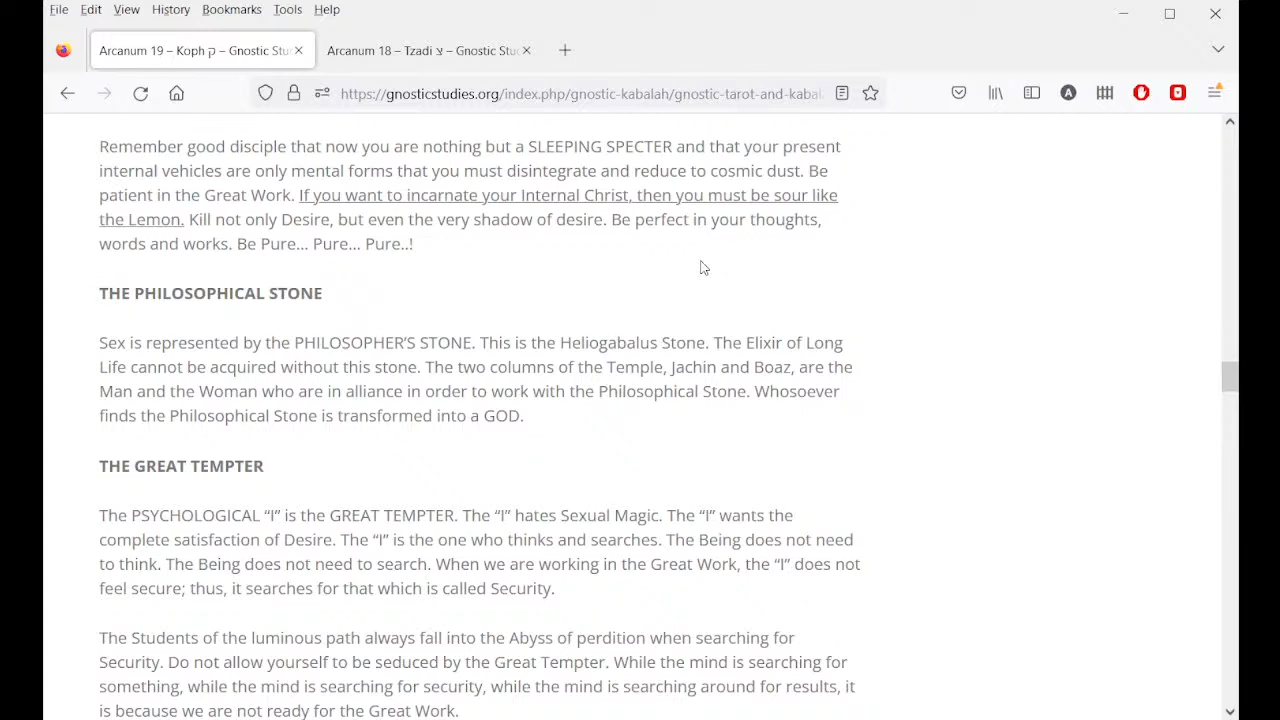 File Edit View History Bookmarks Tools Help
Arcanum 19 – Koph ק – Gnostic Stu
Arcanum 18 – Tzadi צ – Gnostic Stu
https://gnosticstudies.org/index.php/gnostic-kabalah/gnostic-tarot-and-kabal
Remember good disciple that now you are nothing but a SLEEPING SPECTER and that your present
internal vehicles are only mental forms that you must disintegrate and reduce to cosmic dust. Be
patient in the Great Work. If you want to incarnate your Internal Christ, then you must be sour like
the Lemon. Kill not only Desire, but even the very shadow of desire. Be perfect in your thoughts,
words and works. Be Pure… Pure… Pure..!
THE PHILOSOPHICAL STONE
Sex is represented by the PHILOSOPHER’S STONE. This is the Heliogabalus Stone. The Elixir of Long
Life cannot be acquired without this stone. The two columns of the Temple, Jachin and Boaz, are the
Man and the Woman who are in alliance in order to work with the Philosophical Stone. Whosoever
finds the Philosophical Stone is transformed into a GOD.
THE GREAT TEMPTER
The PSYCHOLOGICAL “I” is the GREAT TEMPTER. The “I” hates Sexual Magic. The “I” wants the
complete satisfaction of Desire. The “I” is the one who thinks and searches. The Being does not need
to think. The Being does not need to search. When we are working in the Great Work, the “I” does not
feel secure; thus, it searches for that which is called Security.
The Students of the luminous path always fall into the Abyss of perdition when searching for
Security. Do not allow yourself to be seduced by the Great Tempter. While the mind is searching for
something, while the mind is searching for security, while the mind is searching around for results, it
is because we are not ready for the Great Work.